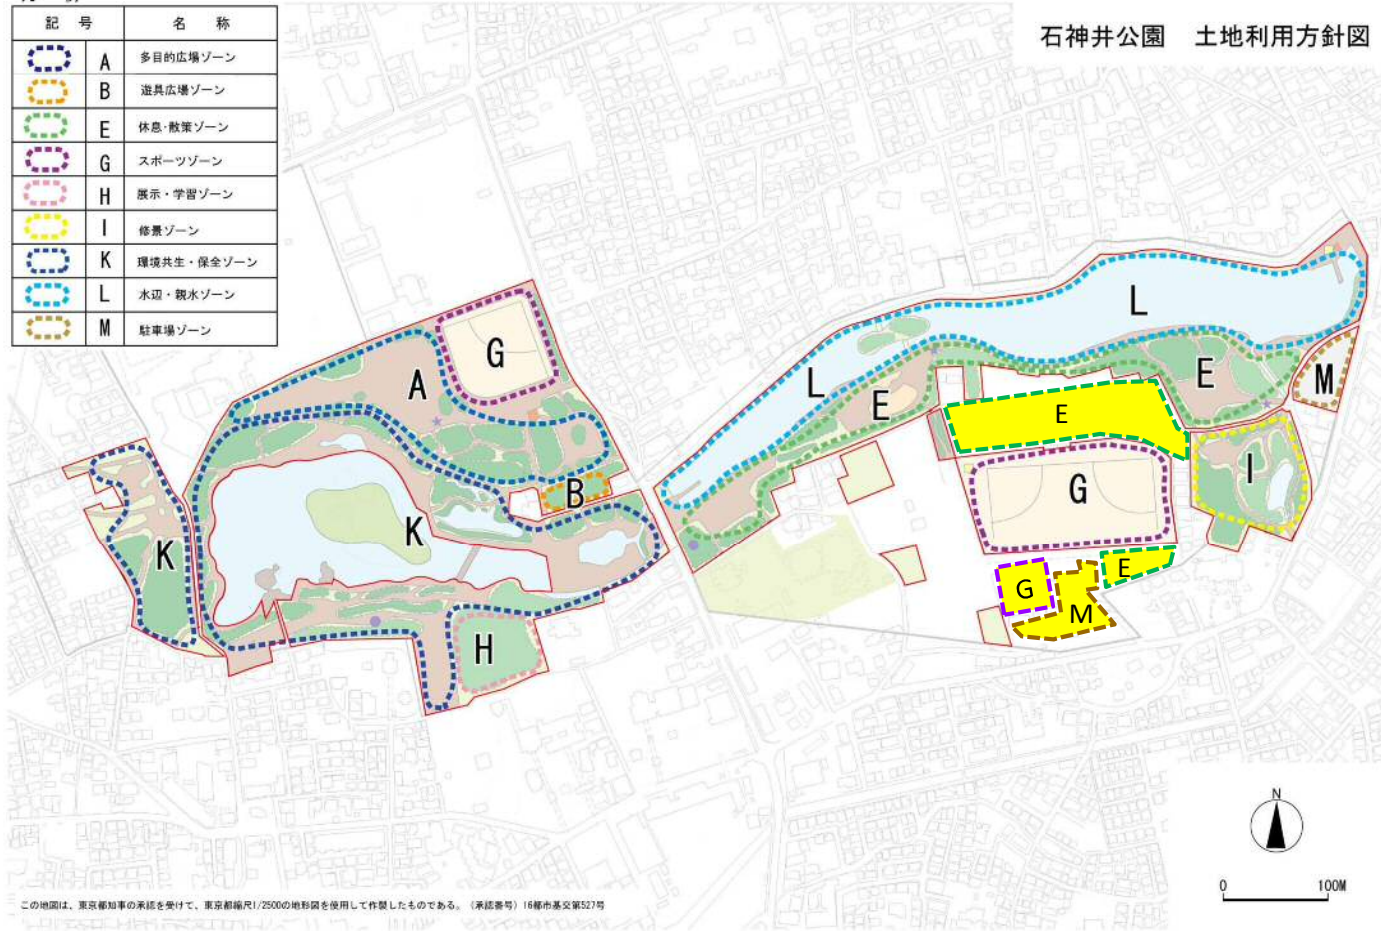 記 号 名 称
A 多目的広場ゾーン
B 遊具広場ゾーン
E 休息・散策ゾーン
G スポーツゾーン
H 展示・学習ゾーン
I 修景ゾーン
K 環境共生・保全ゾーン
L 水辺・親水ゾーン
M 駐車場ゾーン
石神井公園 土地利用方針図
L
G
A
L
E
E
M
E
I
G
B
K
K
E
G
M
H
N
0 100M
この地図は、東京都知事の承認を受けて、東京都縮尺1/2500の地形図を使用して作製したものである。（承認番号）16都市基交第527号